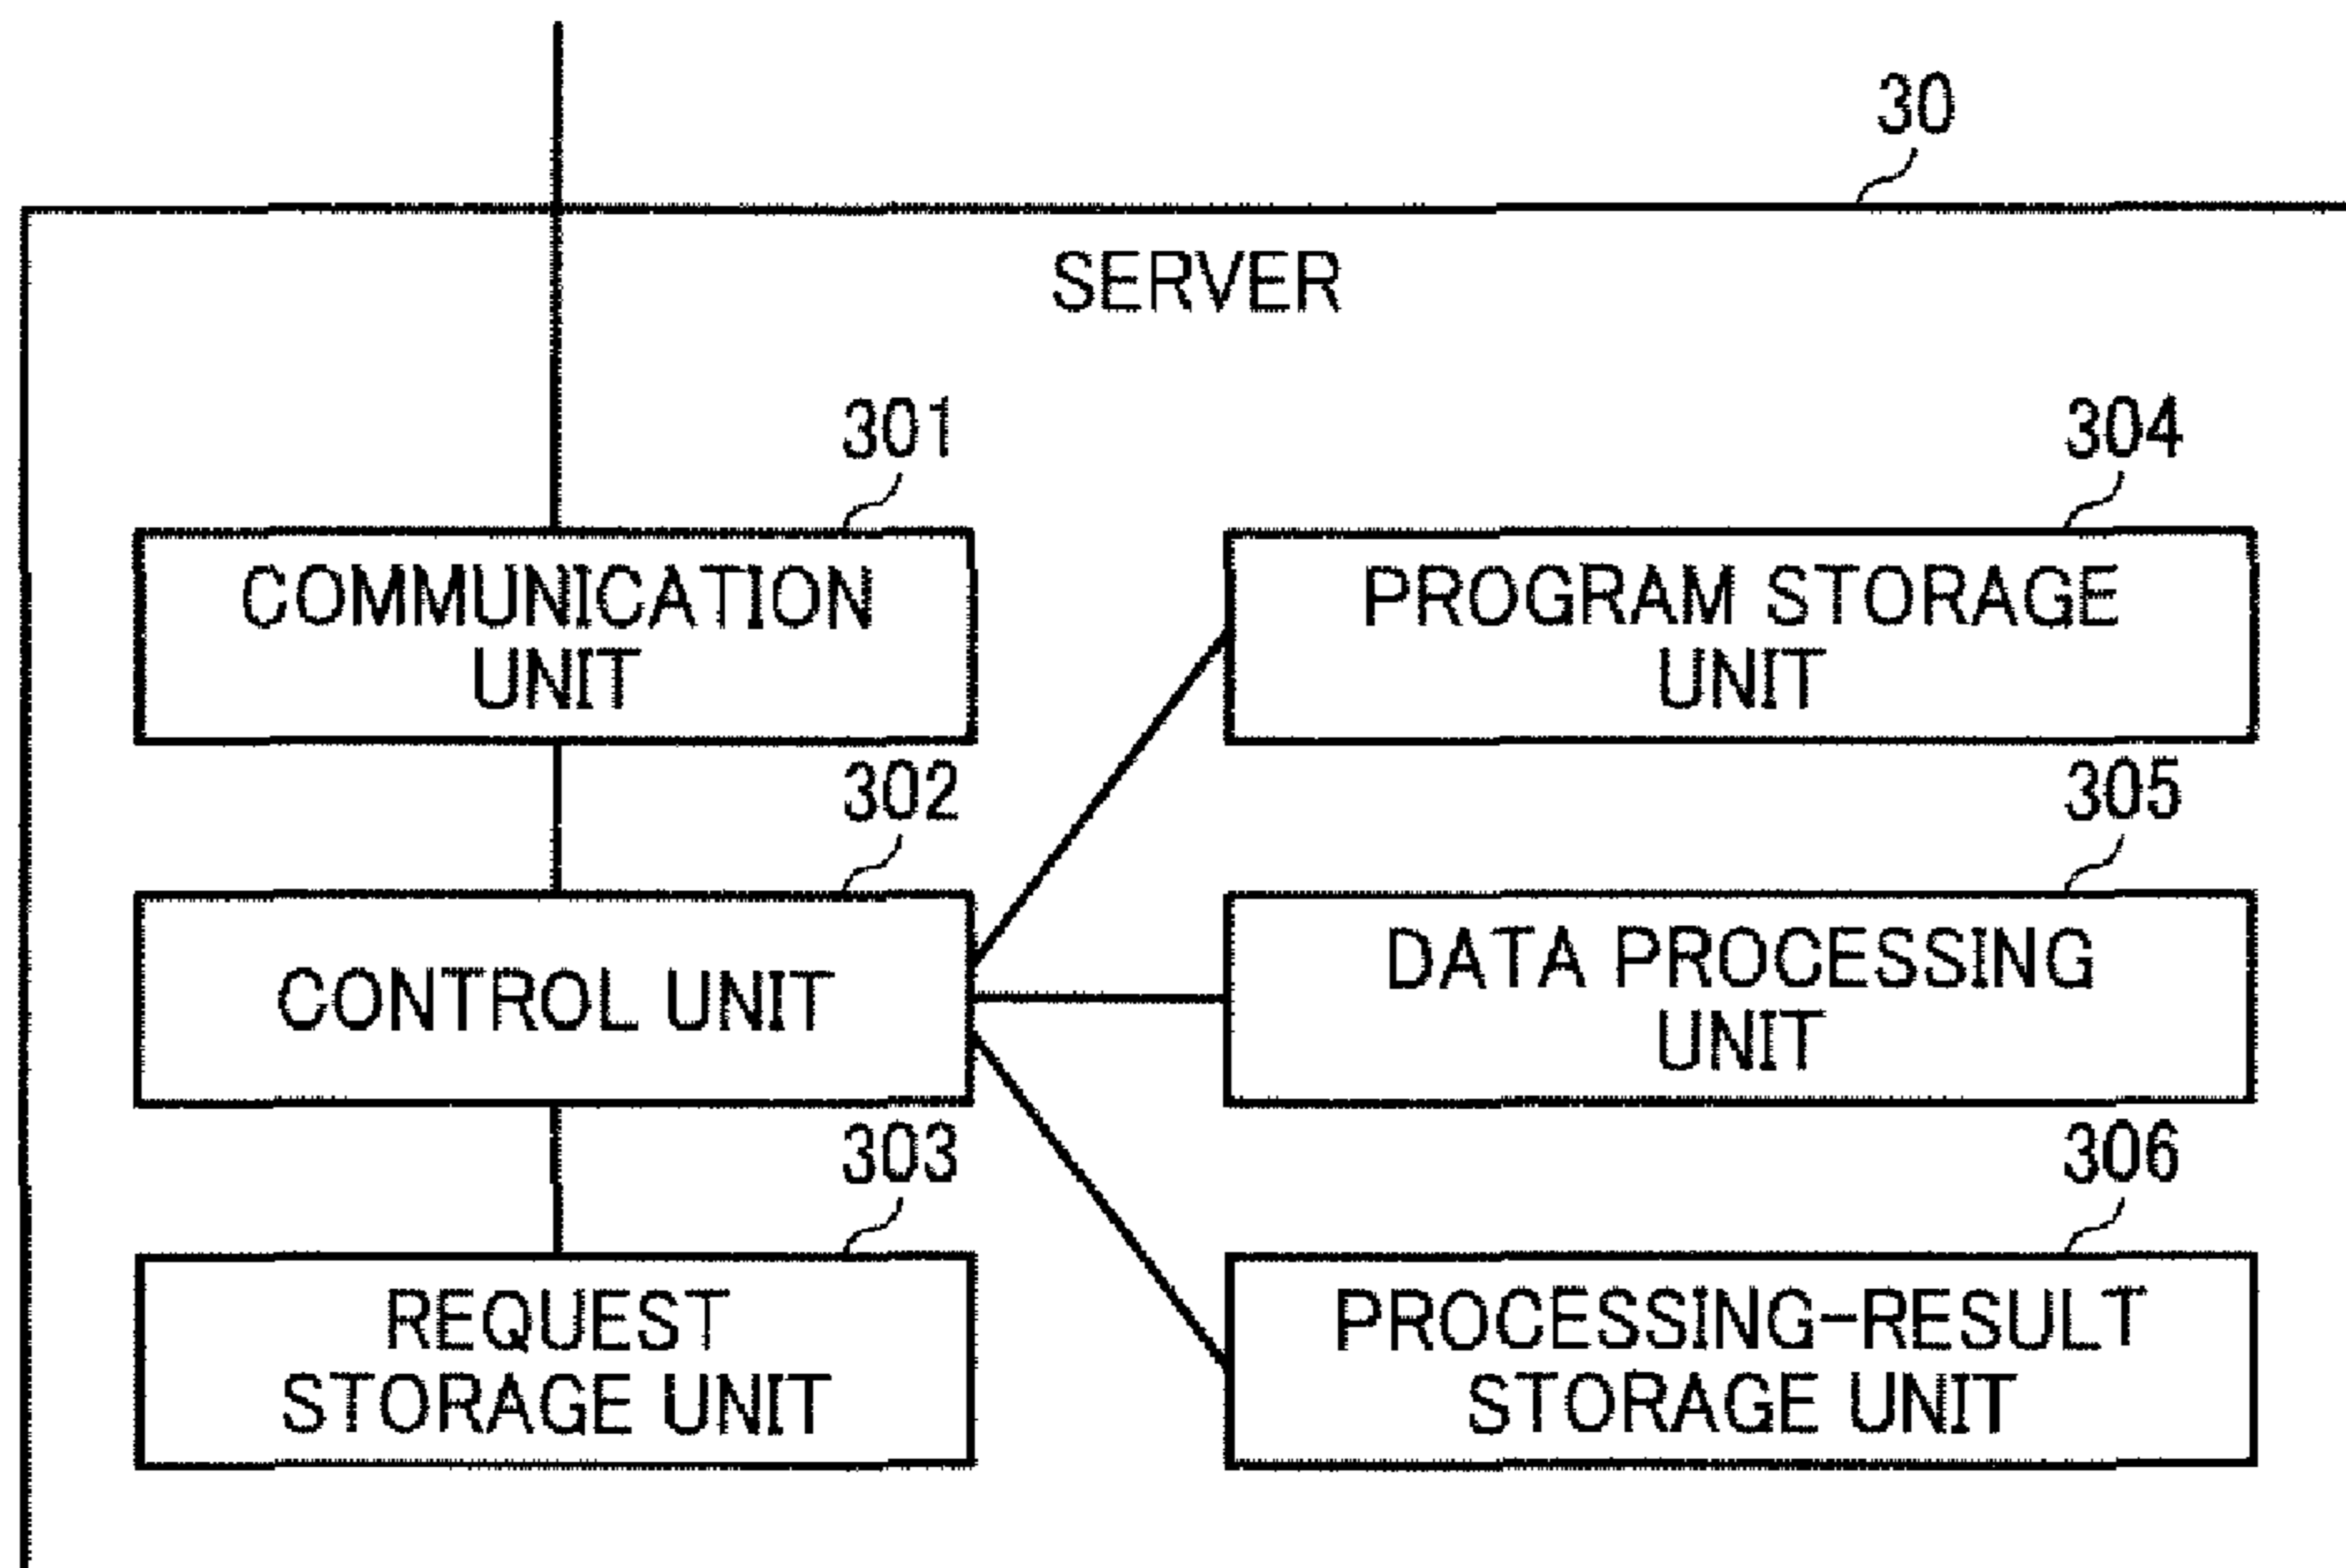 30
SERVER
301
COMMUNICATION
UNIT
304
PROGRAM STORAGE
UNIT
302
CONTROL UNIT
305
DATA PROCESSING
UNIT
303
REQUEST
STORAGE UNIT
306
PROCESSING-RESULT
STORAGE UNIT